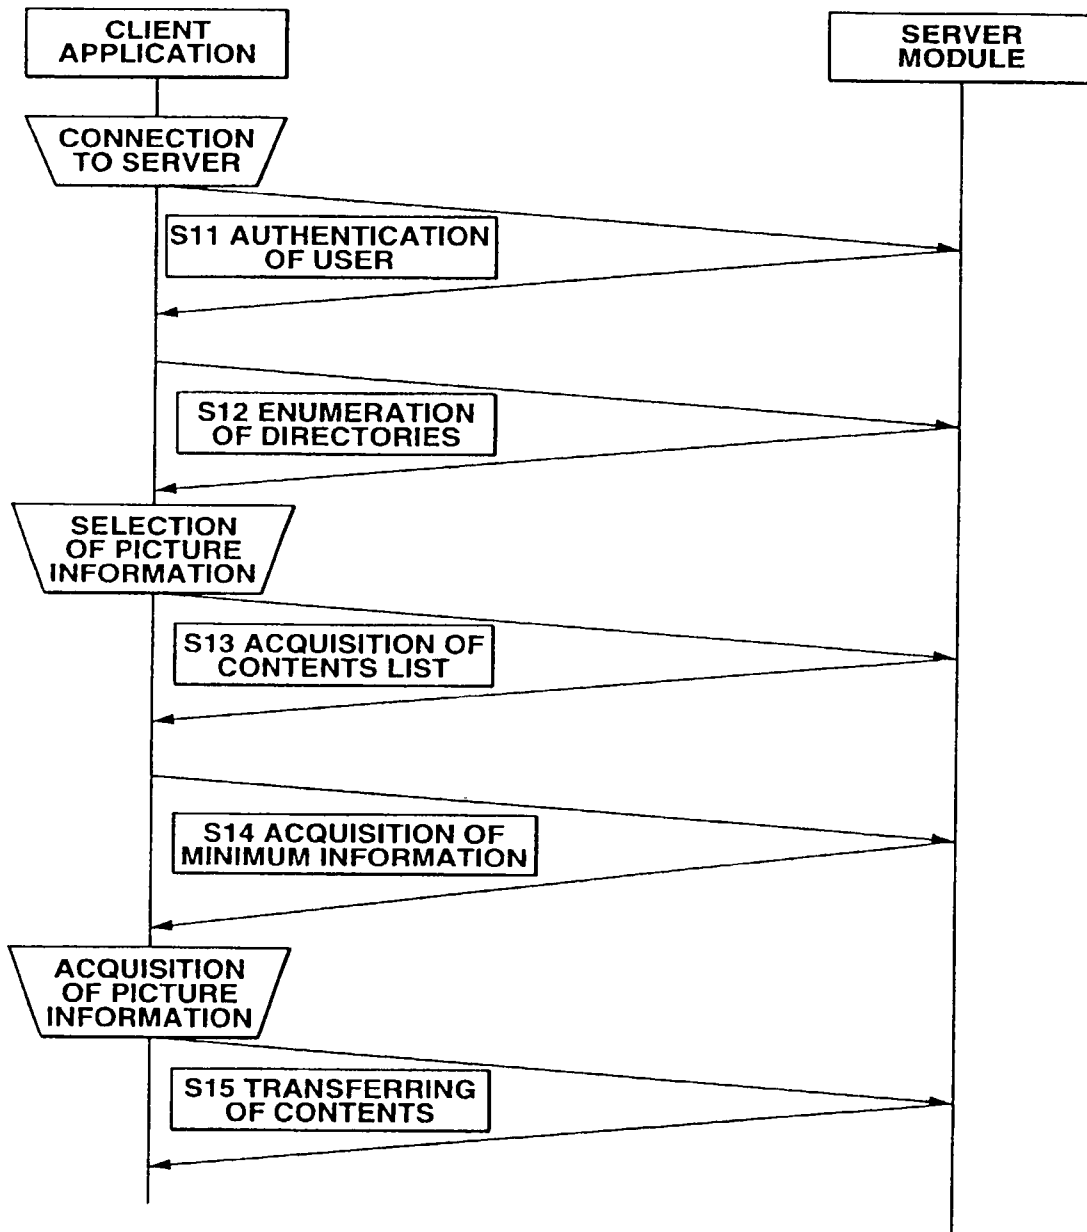 CLIENT
APPLICATION
SERVER
MODULE
CONNECTION
TO SERVER
S11 AUTHENTICATION
OF USER
S12 ENUMERATION
OF DIRECTORIES
SELECTION
OF PICTURE
INFORMATION
S13 ACQUISITION OF
CONTENTS LIST
S14 ACQUISITION OF
MINIMUM INFORMATION
ACQUISITION
OF PICTURE
INFORMATION
S15 TRANSFERRING
OF CONTENTS